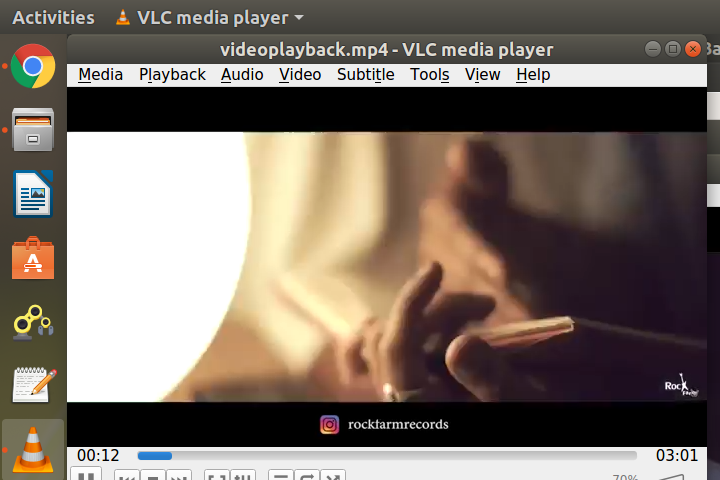 Activities
VLC media player
videoplayback.mp4 - VLC media player
Media Playback Audio Video Subtitle Tools View Help
Rock
rockfarmrecords
00:12
03:01
70%